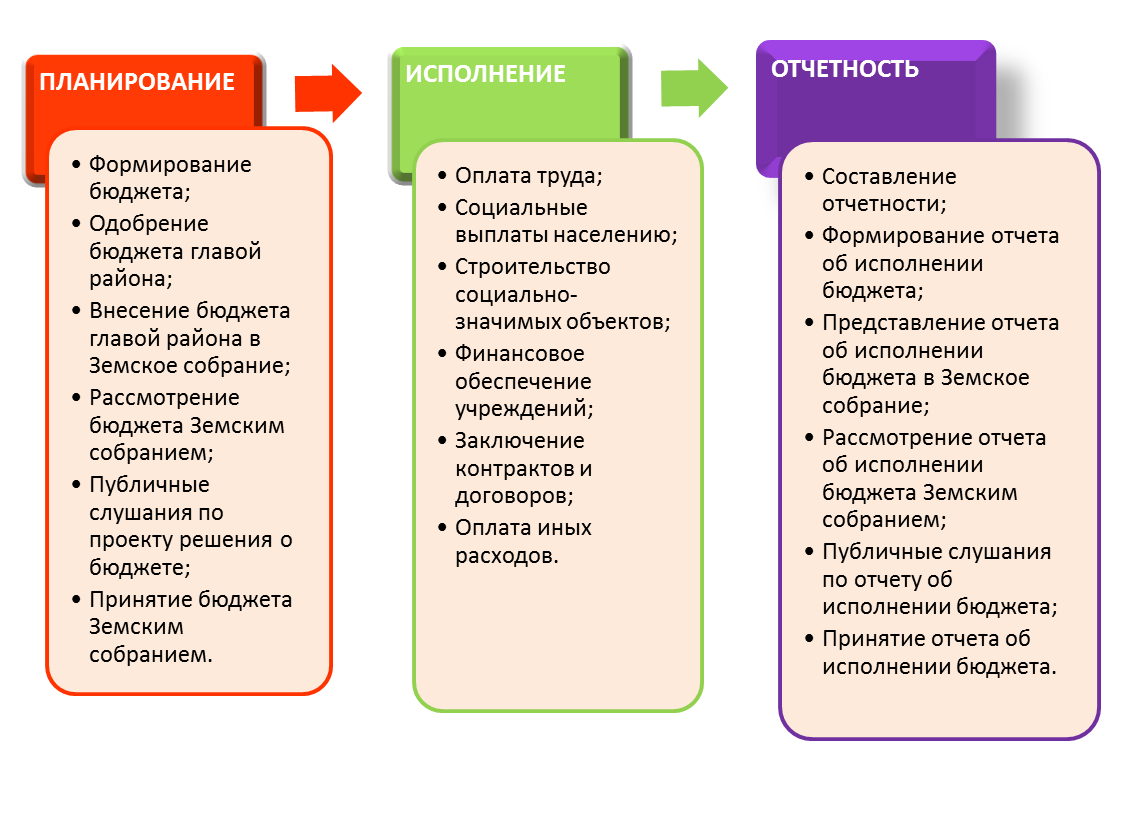 ПЛАНИРОВАНИЕ
• Формирование
бюджета;
• Одобрение
бюджета главой
района;
• Внесение бюджета
главой района в
Земское собрание;
• Рассмотрение
бюджета Земским
собранием;
• Публичные
слушания по
проекту решения о
бюджете;
• Принятие бюджета
Земским
собранием.
ИСПОЛНЕНИЕ
• Оплата труда;
• Социальные
выплаты населению;
• Строительство
социально-
значимых объектов;
• Финансовое
обеспечение
учреждений;
• Заключение
контрактов и
договоров;
• Оплата иных
расходов.
ОТЧЕТНОСТЬ
• Составление
отчетности;
• Формирование отчета
об исполнении
бюджета;
• Представление отчета
об исполнении
бюджета в Земское
собрание;
• Рассмотрение отчета
об исполнении
бюджета Земским
собранием;
• Публичные слушания
по отчету об
исполнении бюджета;
• Принятие отчета об
исполнении бюджета.